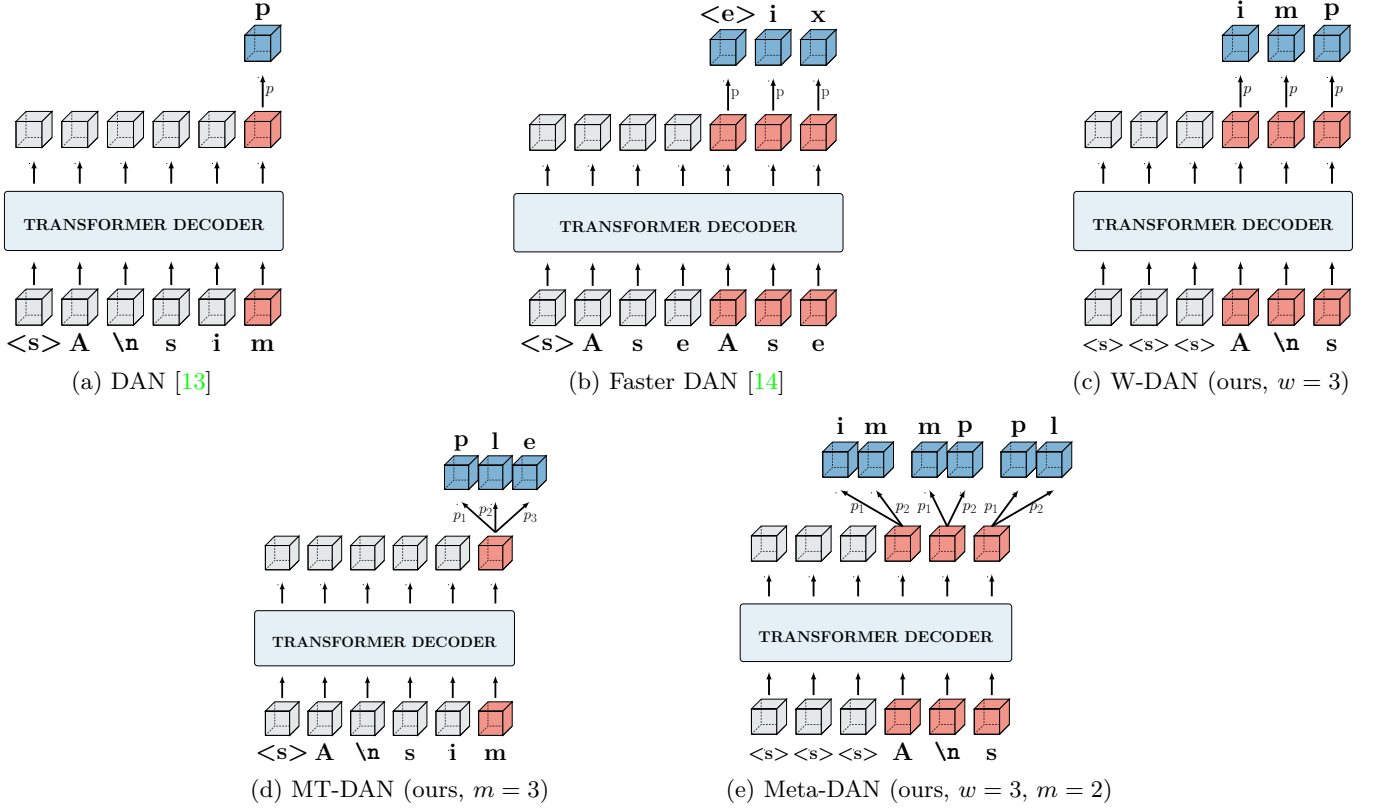 p
p
TRANSFORMER DECODER
<s> A \n s i m
(a) DAN [13]
<e> i x
p p p
TRANSFORMER DECODER
<s> A s e A s e
(b) Faster DAN [14]
i m p
p p p
TRANSFORMER DECODER
<s> <s> <s> A \n s
(c) W-DAN (ours, w = 3)
p l e
p₁ p₂ p₃
TRANSFORMER DECODER
<s> A \n s i m
(d) MT-DAN (ours, m = 3)
i m m p p l
p₁ p₂ p₁ p₂ p₁ p₂
TRANSFORMER DECODER
<s> <s> <s> A \n s
(e) Meta-DAN (ours, w = 3, m = 2)